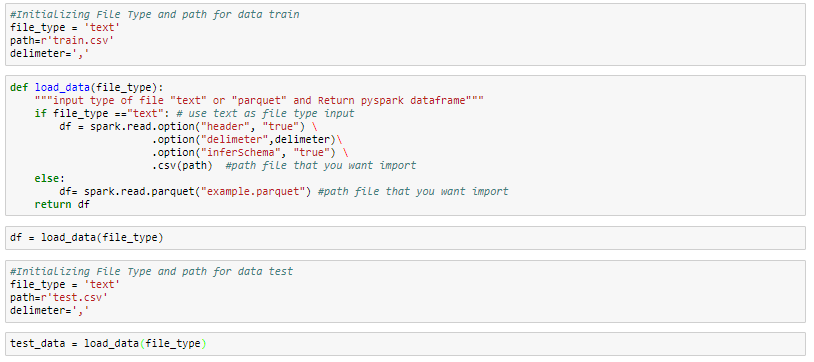 #Initializing File Type and path for data train
file_type = 'text'
path=r'train.csv'
delimeter=','
def load_data(file_type):
    """input type of file "text" or "parquet" and Return pyspark dataframe"""
    if file_type =="text": # use text as file type input
        df = spark.read.option("header", "true") \
                       .option("delimeter",delimeter)\
                       .option("inferSchema", "true") \
                       .csv(path)  #path file that you want import
    else:
        df= spark.read.parquet("example.parquet") #path file that you want import
    return df
df = load_data(file_type)
#Initializing File Type and path for data test
file_type = 'text'
path=r'test.csv'
delimeter=','
test_data = load_data(file_type)